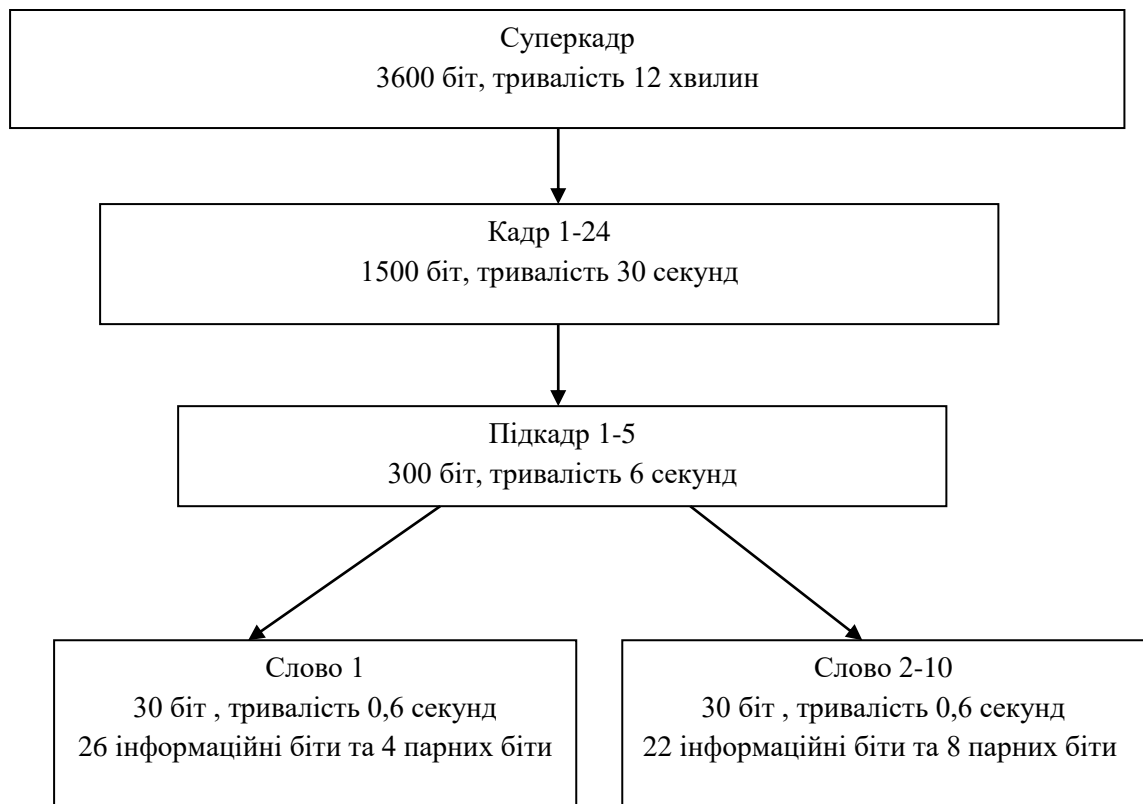 Суперкадр
3600 біт, тривалість 12 хвилин
Кадр 1-24
1500 біт, тривалість 30 секунд
Підкадр 1-5
300 біт, тривалість 6 секунд
Слово 1
30 біт , тривалість 0,6 секунд
26 інформаційні біти та 4 парних біти
Слово 2-10
30 біт , тривалість 0,6 секунд
22 інформаційні біти та 8 парних біти